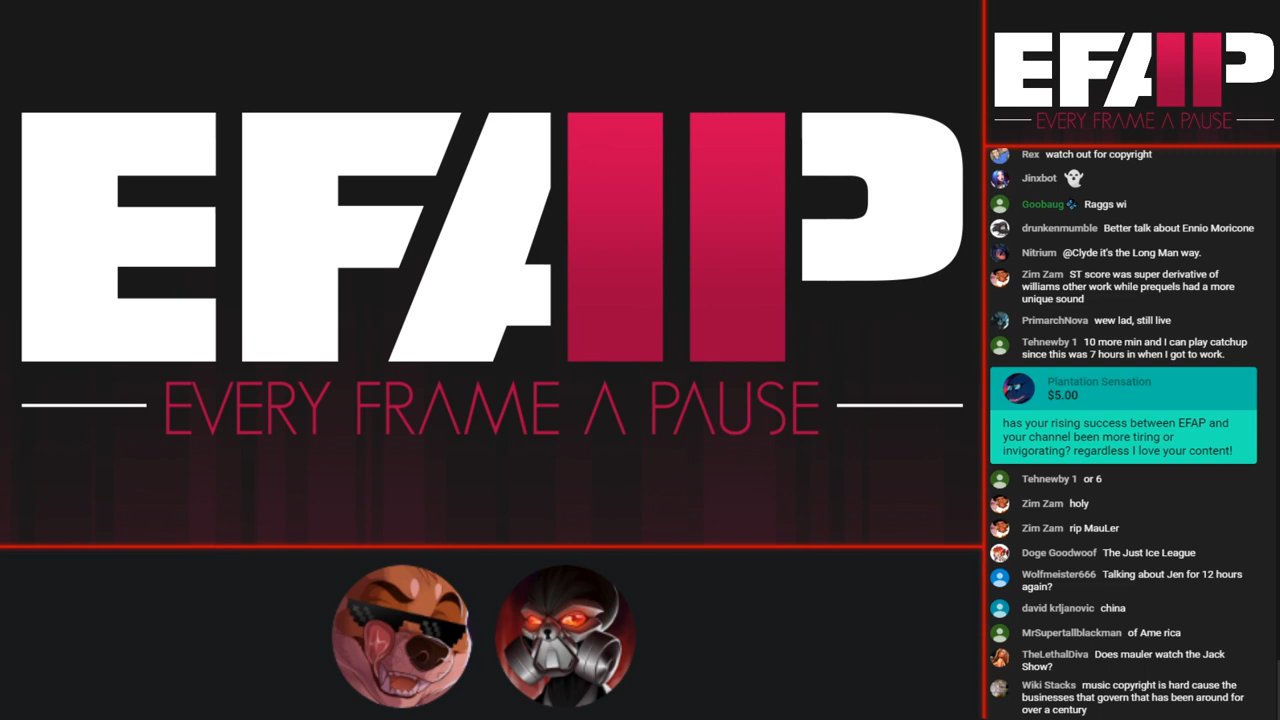 EFAP
EVERY FRAME A PAUSE
EFAP
EVERY FRAME A PAUSE
Rex watch out for copyright
Jinxbot
Goobaug Raggs wi
drunkenmumble Better talk about Ennio Moricone
Nitrium @Clyde it's the Long Man way.
Zim Zam ST score was super derivative of
williams other work while prequels had a more
unique sound
PrimarchNova wew lad, still live
Tehnewby 1 10 more min and I can play catchup
since this was 7 hours in when I got to work.
Plantation Sensation
$5.00
has your rising success between EFAP and
your channel been more tiring or
invigorating? regardless I love your content!
Tehnewby 1 or 6
Zim Zam holy
Zim Zam rip MauLer
Doge Goodwoof The Just Ice League
Wolfmeister666 Talking about Jen for 12 hours
again?
david krljanovic china
MrSupertallblackman of Ame rica
TheLethalDiva Does mauler watch the Jack
Show?
Wiki Stacks music copyright is hard cause the
businesses that govern that has been around for
over a century